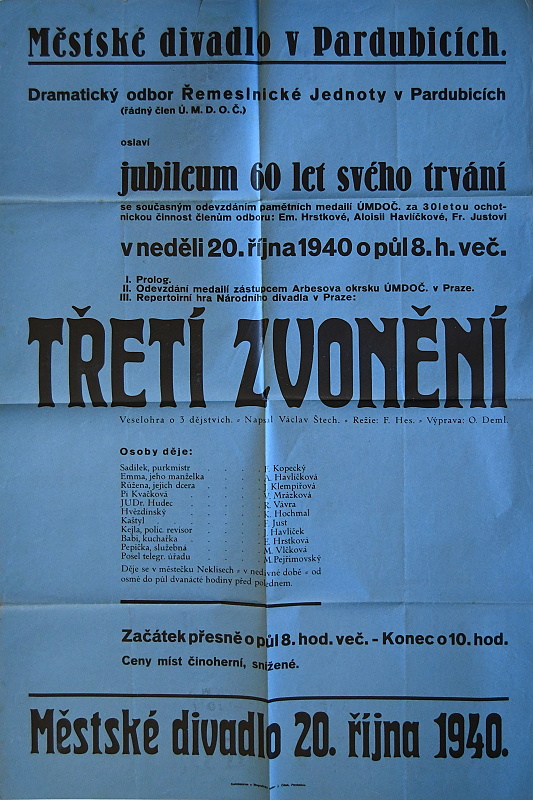 Městské divadlo v Pardubicích.
Dramatický odbor Řemeslnické Jednoty v Pardubicích
(řádný člen Ú. M. D. O. Č.)
oslaví
jubileum 60 let svého trvání
se současným odevzdáním pamětních medailí ÚMDOČ. za 30letou ochot-
nickou činnost členům odboru: Em. Hrstkové, Aloisii Havlíčkové, Fr. Justovi
v neděli 20. října 1940 o půl 8. h. več.
I. Prolog.
II. Odevzdání medailí zástupcem Arbesova okrsku ÚMDOČ. v Praze.
III. Repertoirní hra Národního divadla v Praze:
TŘETÍ ZVONĚNÍ
Veselohra o 3 dějstvích. - Napsal Václav Štech. - Režie: F. Hes. - Výprava: O. Deml.
Osoby děje:
Sadílek, purkmistr . . . . F. Kopecký
Emma, jeho manželka . . . . A. Havlíčková
Růžena, jejich dcera . . . . J. Klempířová
Pí Kvačková . . . . V. Mrázková
JUDr. Hudec . . . . R. Vávra
Hvězdinský . . . . K. Hochmal
Kaštyl . . . . F. Just
Kejla, polic. revisor . . . . J. Havlíček
Babi, kuchařka . . . . E. Hrstková
Pepička, služebná . . . . M. Vlčková
Posel telegr. úřadu . . . . M. Pejřimovský
Děje se v městečku Neklisech - v nedivné době - od
osmé do půl dvanácté hodiny před polednem.
Začátek přesně o půl 8. hod. več. - Konec o 10. hod.
Ceny míst činoherní, snížené.
Městské divadlo 20. října 1940.